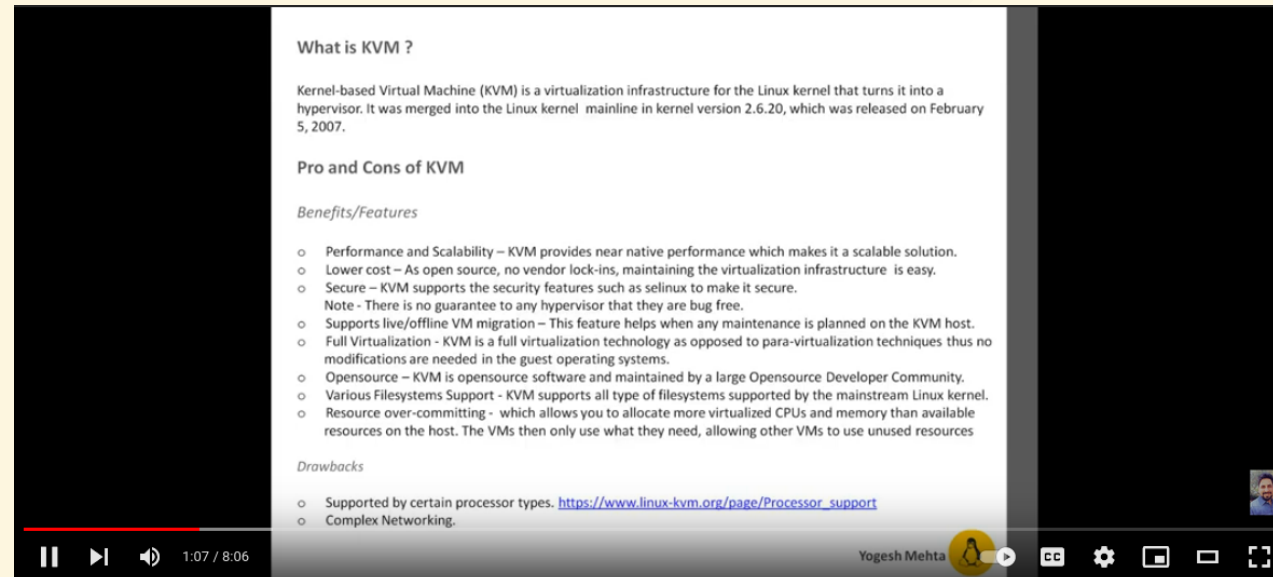 What is KVM ?
Kernel-based Virtual Machine (KVM) is a virtualization infrastructure for the Linux kernel that turns it into a
hypervisor. It was merged into the Linux kernel mainline in kernel version 2.6.20, which was released on February
5, 2007.
Pro and Cons of KVM
Benefits/Features
o Performance and Scalability – KVM provides near native performance which makes it a scalable solution.
o Lower cost – As open source, no vendor lock-ins, maintaining the virtualization infrastructure is easy.
o Secure – KVM supports the security features such as selinux to make it secure.
Note - There is no guarantee to any hypervisor that they are bug free.
o Supports live/offline VM migration – This feature helps when any maintenance is planned on the KVM host.
o Full Virtualization - KVM is a full virtualization technology as opposed to para-virtualization techniques thus no
modifications are needed in the guest operating systems.
o Opensource – KVM is opensource software and maintained by a large Opensource Developer Community.
o Various Filesystems Support - KVM supports all type of filesystems supported by the mainstream Linux kernel.
o Resource over-committing - which allows you to allocate more virtualized CPUs and memory than available
resources on the host. The VMs then only use what they need, allowing other VMs to use unused resources
Drawbacks
o Supported by certain processor types. https://www.linux-kvm.org/page/Processor_support
o Complex Networking.
1:07 / 8:06
Yogesh Mehta
CC